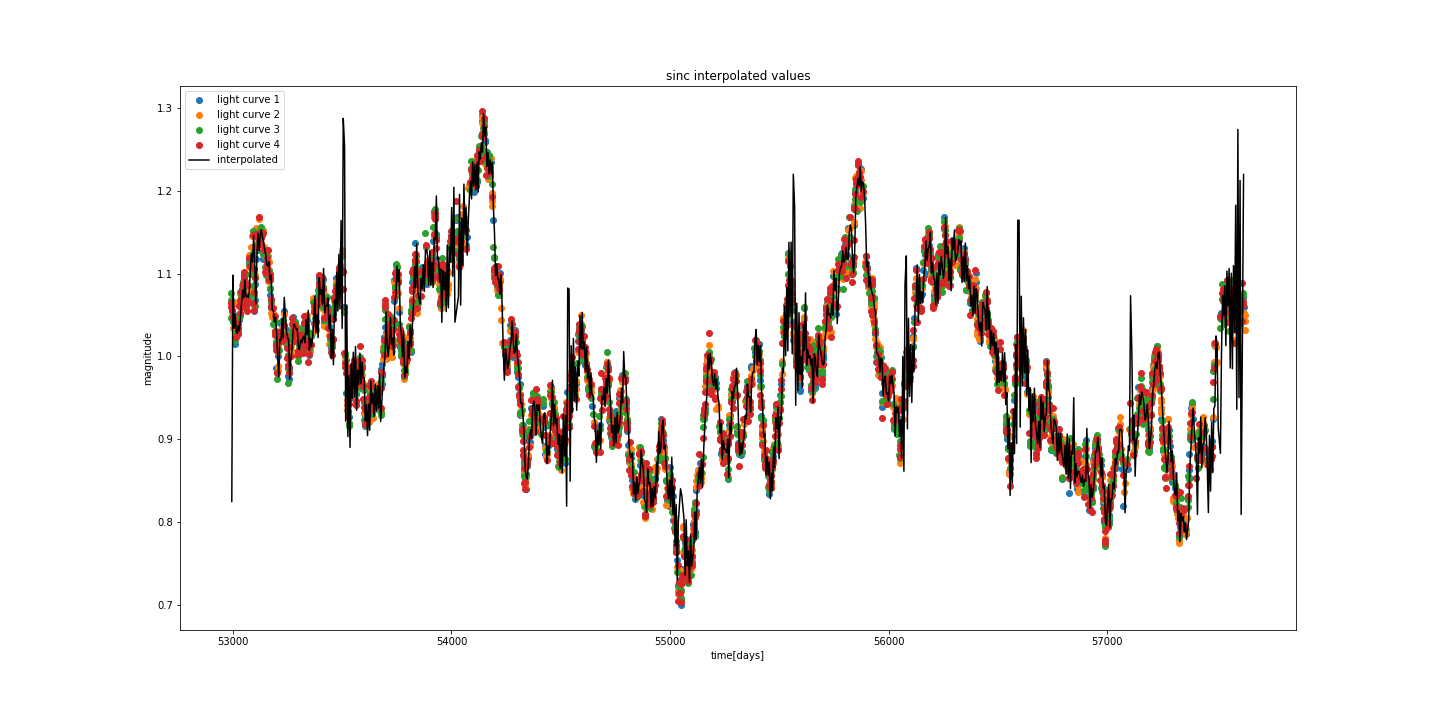 sinc interpolated values
light curve 1
light curve 2
light curve 3
light curve 4
interpolated
magnitude
1.3
1.2
1.1
1.0
0.9
0.8
0.7
53000 54000 55000 56000 57000
time[days]